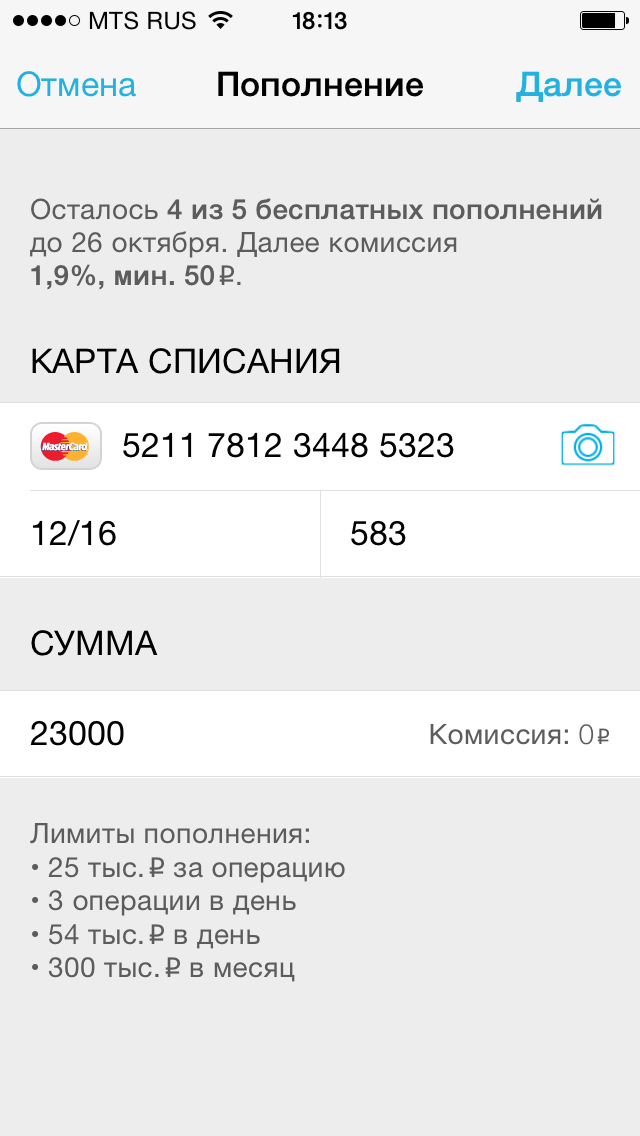 MTS RUS 18:13
Отмена Пополнение Далее
Осталось 4 из 5 бесплатных пополнений
до 26 октября. Далее комиссия
1,9%, мин. 50 ₽.
КАРТА СПИСАНИЯ
MasterCard 5211 7812 3448 5323
12/16 583
СУММА
23000 Комиссия: 0 ₽
Лимиты пополнения:
• 25 тыс. ₽ за операцию
• 3 операции в день
• 54 тыс. ₽ в день
• 300 тыс. ₽ в месяц